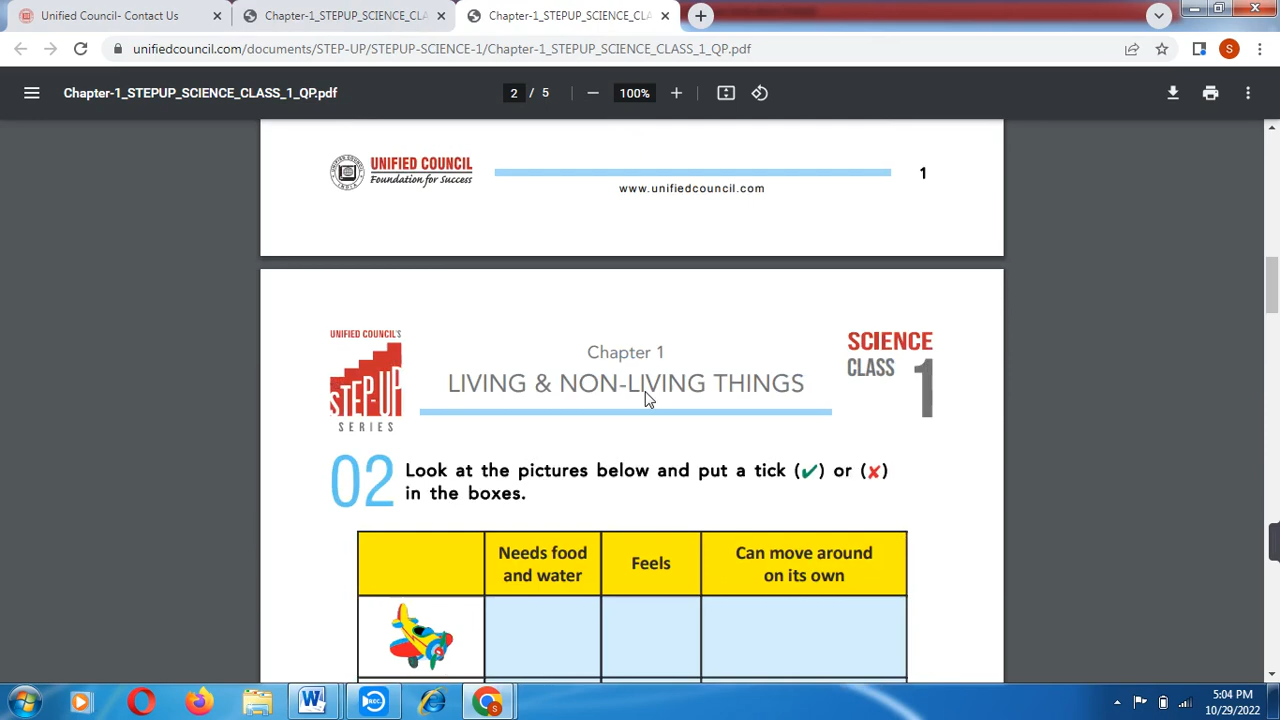 Unified Council- Contact Us
Chapter-1_STEPUP_SCIENCE_CLA
Chapter-1_STEPUP_SCIENCE_CLA
S
unifiedcouncil.com/documents/STEP-UP/STEPUP-SCIENCE-1/Chapter-1_STEPUP_SCIENCE_CLASS_1_QP.pdf
Chapter-1_STEPUP_SCIENCE_CLASS_1_QP.pdf
2 / 5
100%
UNIFIED COUNCIL
Foundation for Success
INDIA
www.unifiedcouncil.com
1
UNIFIED COUNCIL'S
STEP-UP
SERIES
Chapter 1
LIVING & NON-LIVING THINGS
SCIENCE
CLASS 1
02 Look at the pictures below and put a tick (✔) or (✘)
in the boxes.
Needs food
and water
Feels
Can move around
on its own
W
REC
S
5:04 PM
10/29/2022